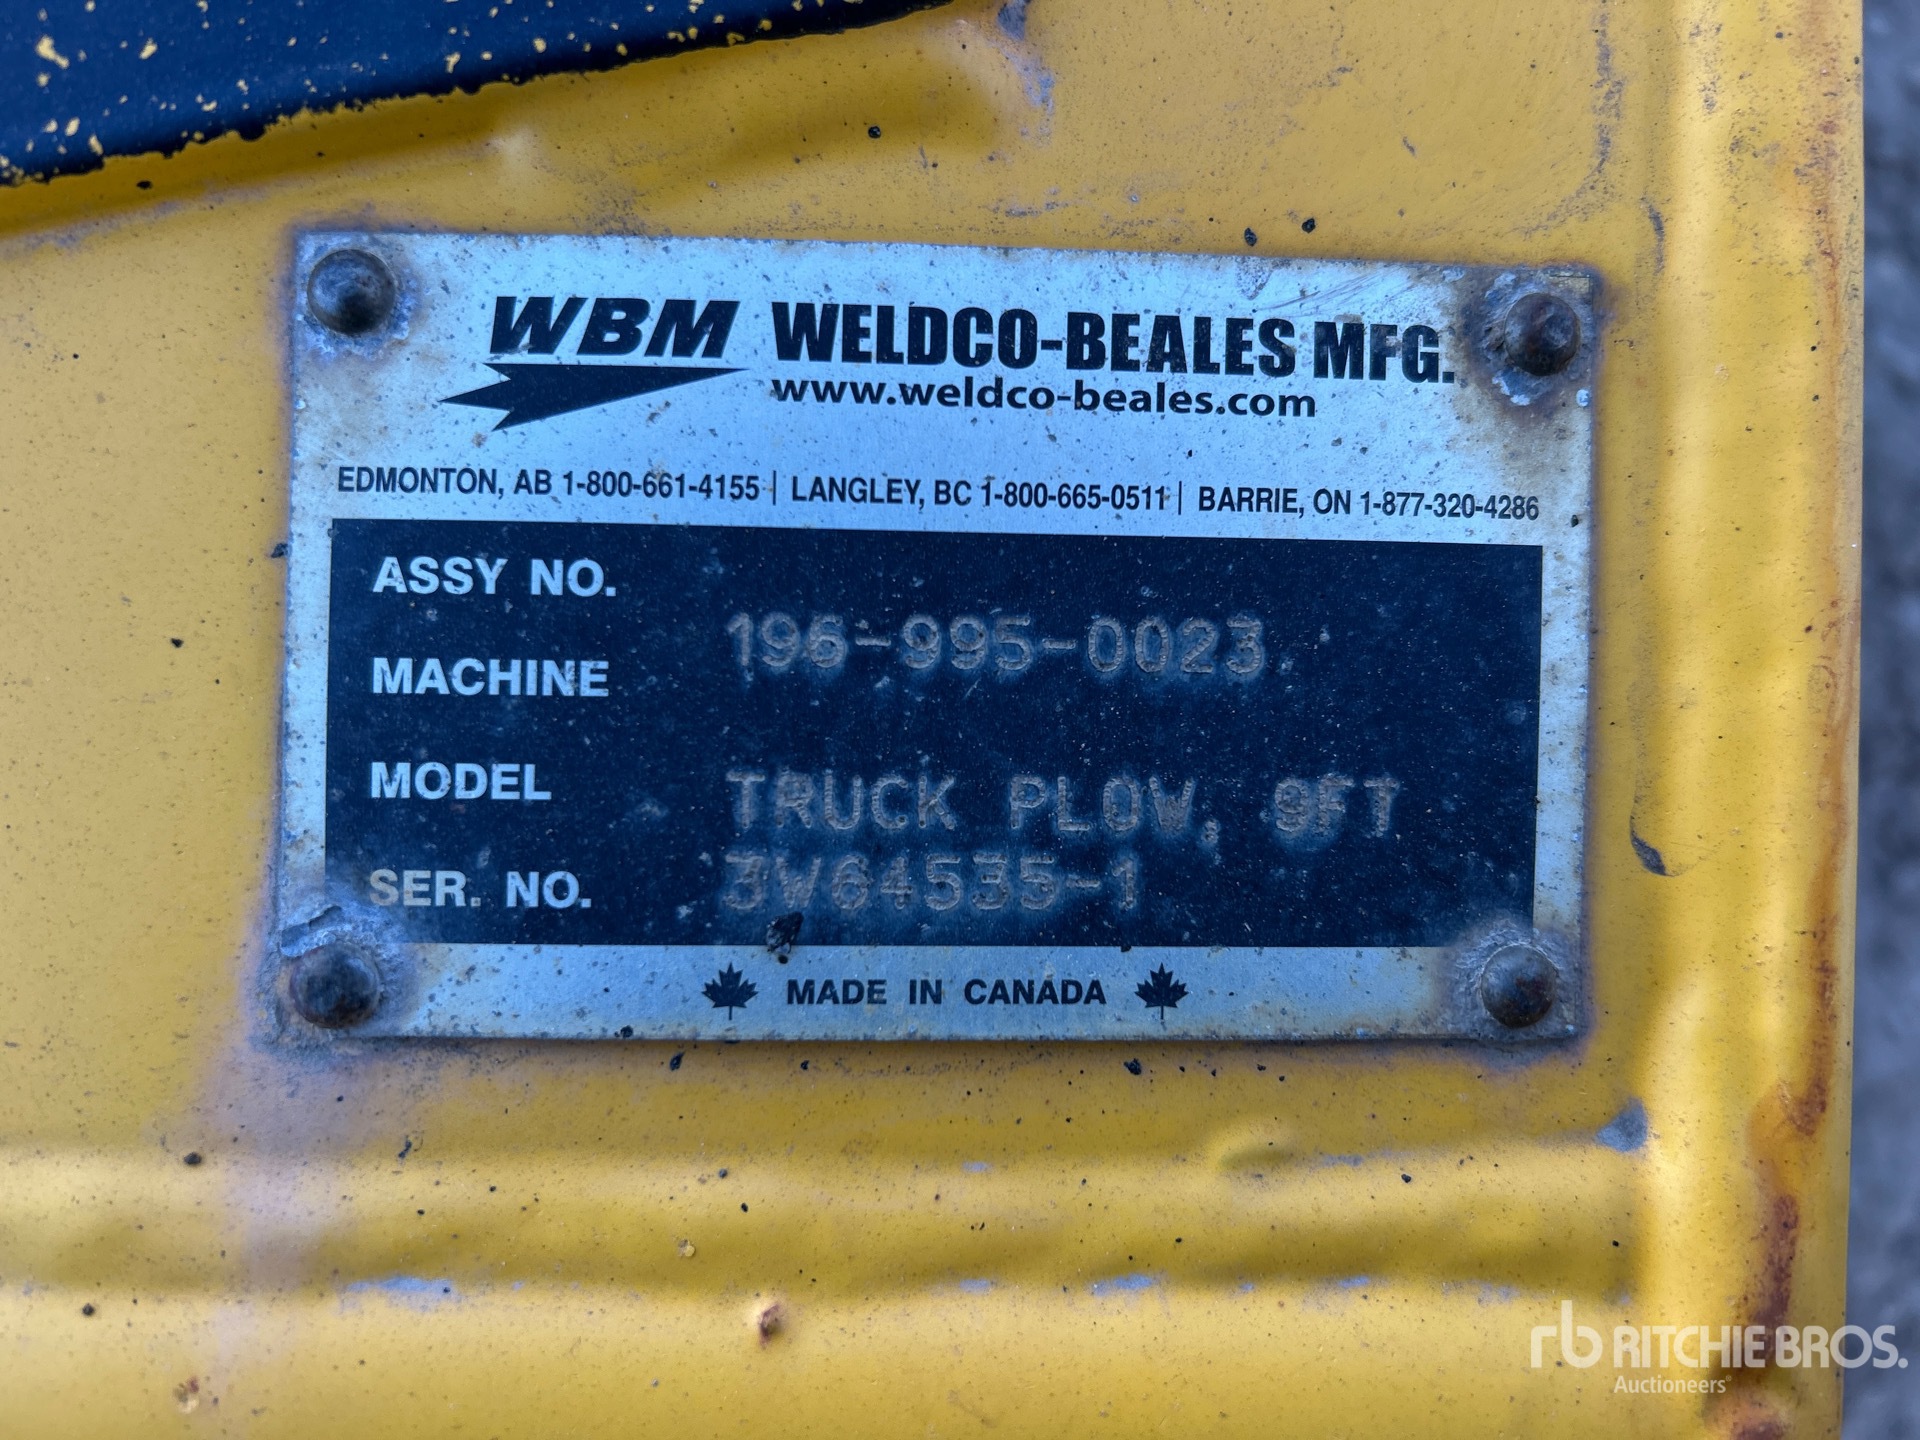 WBM WELDCO-BEALES MFG.
www.weldco-beales.com
EDMONTON, AB 1-800-661-4155 | LANGLEY, BC 1-800-665-0511 | BARRIE, ON 1-877-320-4286
ASSY NO.
196-995-0023
MACHINE
MODEL TRUCK PLOW, 9FT
SER. NO. 3W64535-1
MADE IN CANADA
rb RITCHIE BROS.
Auctioneers